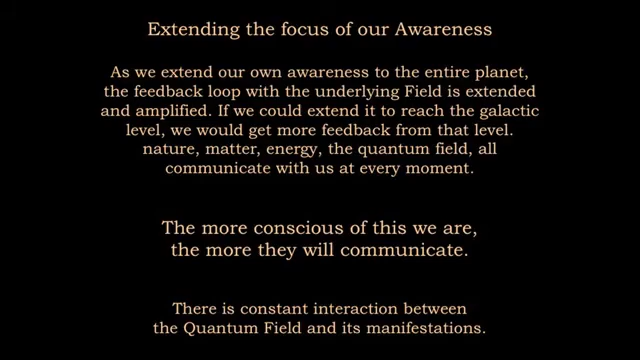 Extending the focus of our Awareness
As we extend our own awareness to the entire planet,
the feedback loop with the underlying Field is extended
and amplified. If we could extend it to reach the galactic
level, we would get more feedback from that level.
nature, matter, energy, the quantum field, all
communicate with us at every moment.
The more conscious of this we are,
the more they will communicate.
There is constant interaction between
the Quantum Field and its manifestations.